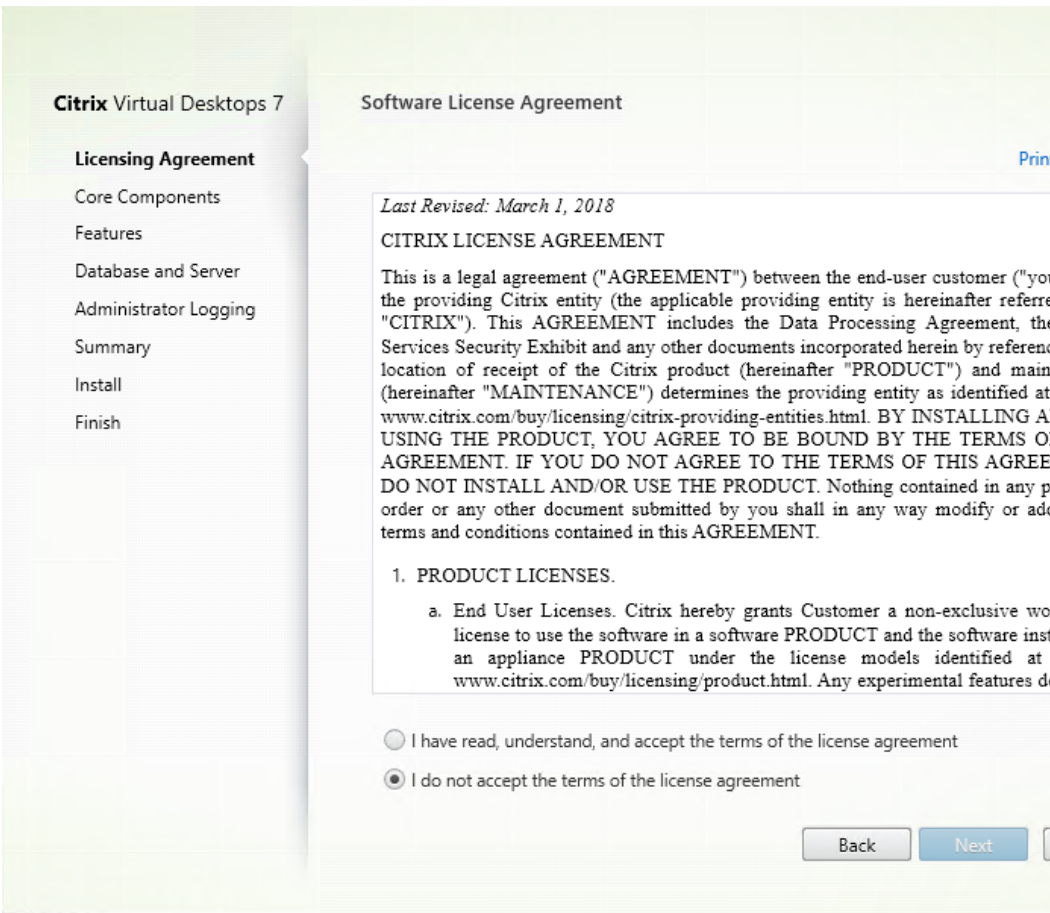 Citrix Virtual Desktops 7
Licensing Agreement
Core Components
Features
Database and Server
Administrator Logging
Summary
Install
Finish
Software License Agreement
Last Revised: March 1, 2018
CITRIX LICENSE AGREEMENT
This is a legal agreement ("AGREEMENT") between the end-user customer
the providing Citrix entity (the applicable providing entity is hereinafter
"CITRIX"). This AGREEMENT includes the Data Processing Agreement,
Services Security Exhibit and any other documents incorporated herein by
location of receipt of the Citrix product (hereinafter "PRODUCT") and
(hereinafter "MAINTENANCE") determines the providing entity as identified at
www.citrix.com/buy/licensing/citrix-providing-entities.html. BY INSTALLING
USING THE PRODUCT, YOU AGREE TO BE BOUND BY THE TERMS
AGREEMENT. IF YOU DO NOT AGREE TO THE TERMS OF THIS
DO NOT INSTALL AND/OR USE THE PRODUCT. Nothing contained in any
order or any other document submitted by you shall in any way modify or
terms and conditions contained in this AGREEMENT.
1. PRODUCT LICENSES.
a. End User Licenses. Citrix hereby grants Customer a non-exclusive
license to use the software in a software PRODUCT and the software
an appliance PRODUCT under the license models identified at
www.citrix.com/buy/licensing/product.html. Any experimental features
I have read, understand, and accept the terms of the license agreement
I do not accept the terms of the license agreement
Back
Next